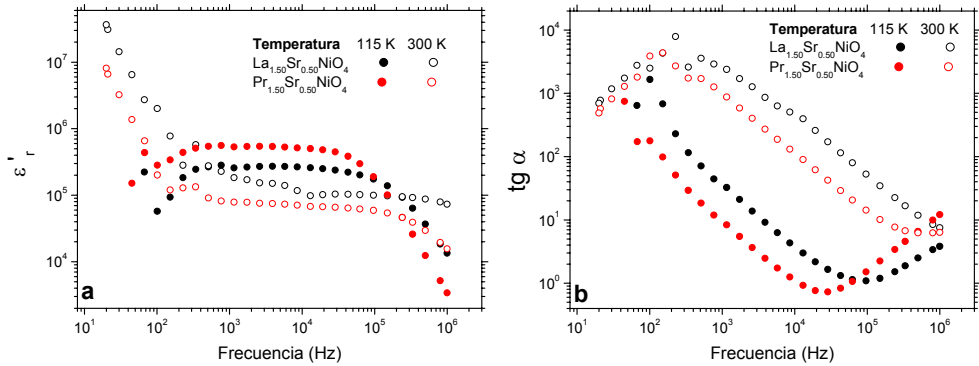 Temperatura 115 K 300 K
La1.50Sr0.50NiO4
Pr1.50Sr0.50NiO4
10^7
10^6
10^5
10^4
ε'r
a
10^1 10^2 10^3 10^4 10^5 10^6
Frecuencia (Hz)
Temperatura 115 K 300 K
La1.50Sr0.50NiO4
Pr1.50Sr0.50NiO4
10^4
10^3
10^2
10^1
10^0
tg α
b
10^1 10^2 10^3 10^4 10^5 10^6
Frecuencia (Hz)